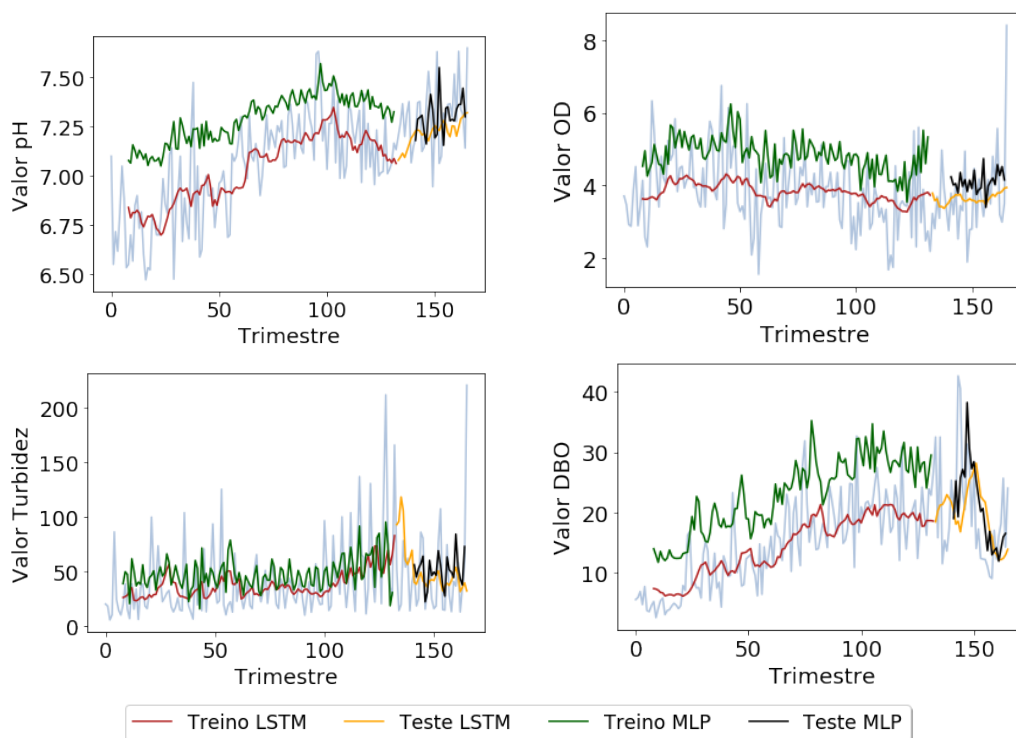 Valor pH
7.50
7.25
7.00
6.75
6.50
0 50 100 150
Trimestre
Valor OD
8
6
4
2
0 50 100 150
Trimestre
Valor Turbidez
200
150
100
50
0
0 50 100 150
Trimestre
Valor DBO
40
30
20
10
0 50 100 150
Trimestre
Treino LSTM Teste LSTM Treino MLP Teste MLP